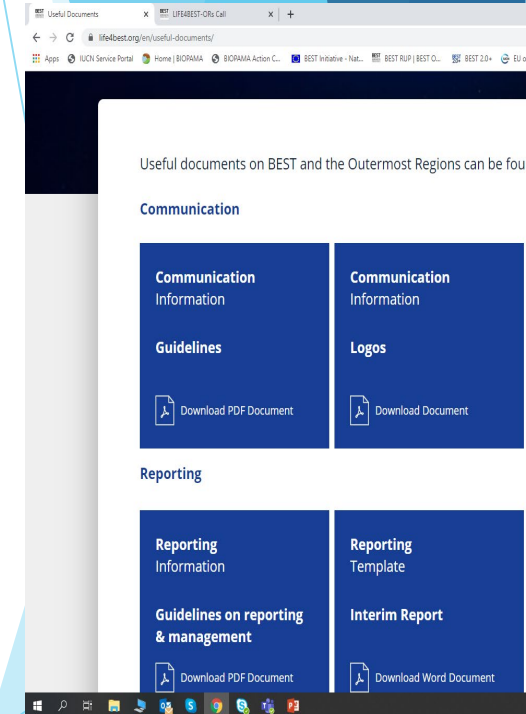 Useful Documents x LIFE4BEST-ORs Call x +
life4best.org/en/useful-documents/
Apps IUCN Service Portal Home | BIOPAMA BIOPAMA Action C... BEST Initiative - Nat... BEST RUP | BEST O... BEST 2.0+ EU o
Useful documents on BEST and the Outermost Regions can be fou
Communication
Communication
Information
Guidelines
Download PDF Document
Communication
Information
Logos
Download Document
Reporting
Reporting
Information
Guidelines on reporting
& management
Download PDF Document
Reporting
Template
Interim Report
Download Word Document